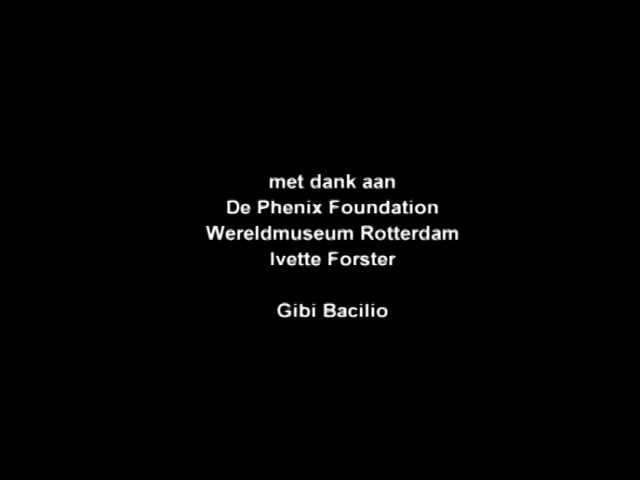 met dank aan
De Phenix Foundation
Wereldmuseum Rotterdam
Ivette Forster
Gibi Bacilio